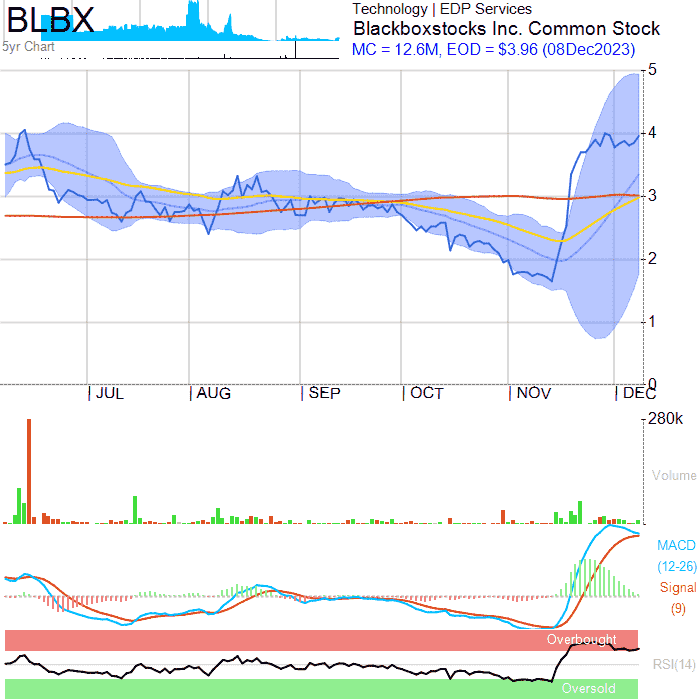 BLBX
5yr Chart
Technology | EDP Services
Blackboxstocks Inc. Common Stock
MC = 12.6M, EOD = $3.96 (08Dec2023)
5
4
3
2
1
0
JUL AUG SEP OCT NOV DEC
280k
Volume
MACD
(12-26)
Signal
(9)
Overbought
RSI(14)
Oversold